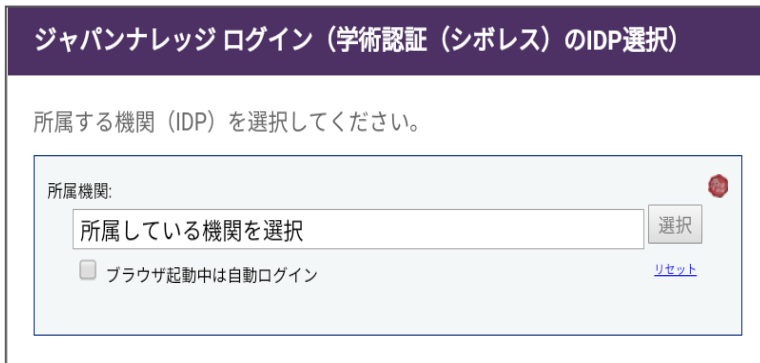 ジャパンナレッジ ログイン（学術認証（シボレス）のIDP選択）
所属する機関（IDP）を選択してください。
所属機関:
所属している機関を選択
選択
ブラウザ起動中は自動ログイン
リセット